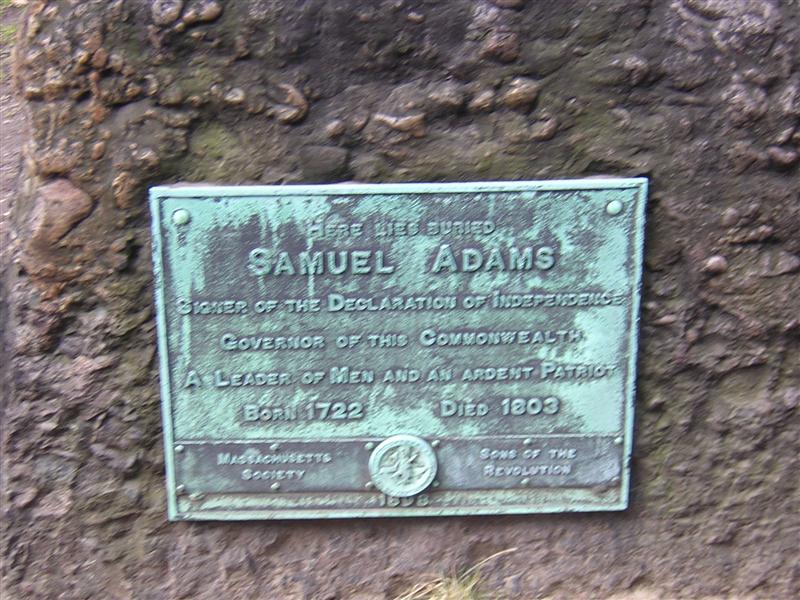 Here lies buried
Samuel Adams
Signer of the Declaration of Independence
Governor of this Commonwealth
A Leader of Men and an ardent Patriot
Born 1722 Died 1803
Massachusetts Society
Sons of the Revolution
1898